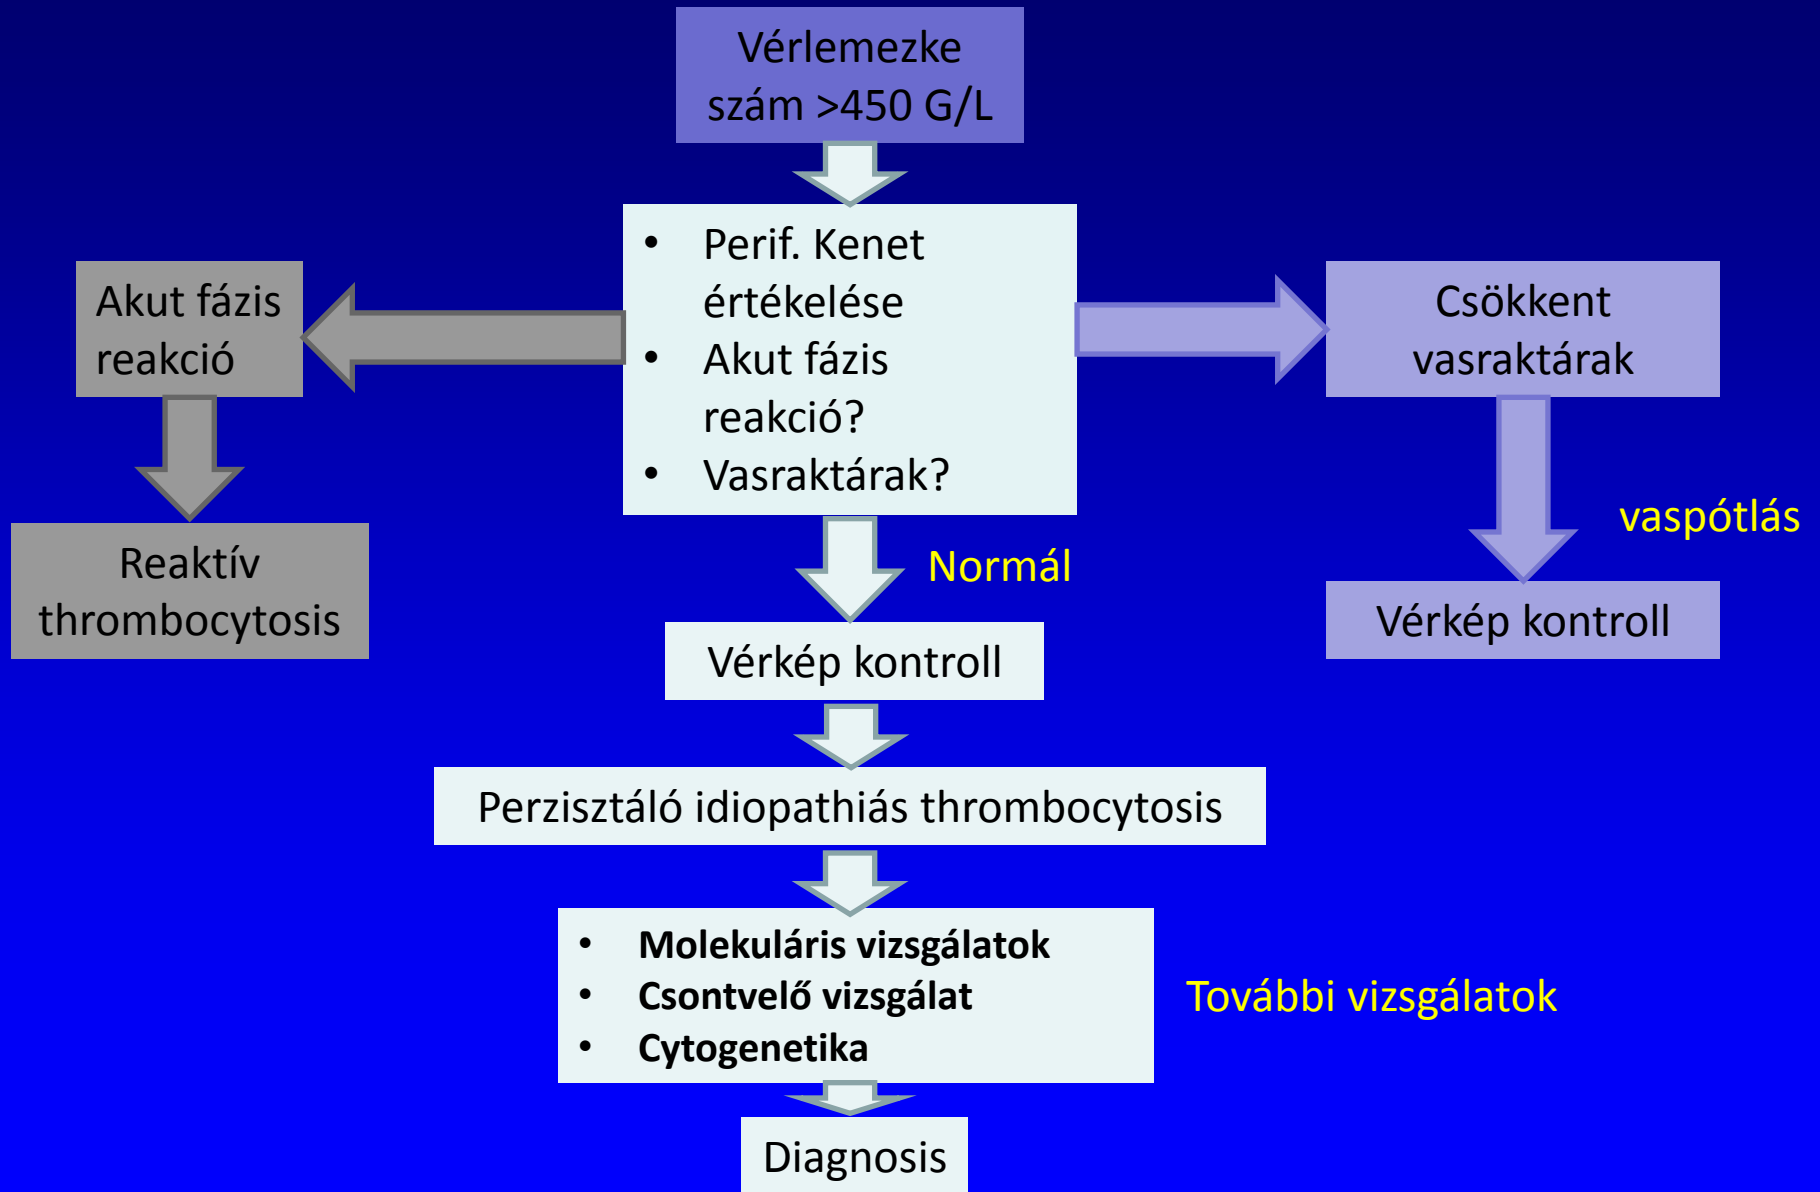 Vérlemezke
szám >450 G/L
• Perif. Kenet
értékelése
• Akut fázis
reakció?
• Vasraktárak?
Akut fázis
reakció
Reaktív
thrombocytosis
Csökkent
vasraktárak
vaspótlás
Vérkép kontroll
Normál
Vérkép kontroll
Perzisztáló idiopathiás thrombocytosis
• Molekuláris vizsgálatok
• Csontvelő vizsgálat
• Cytogenetika
További vizsgálatok
Diagnosis